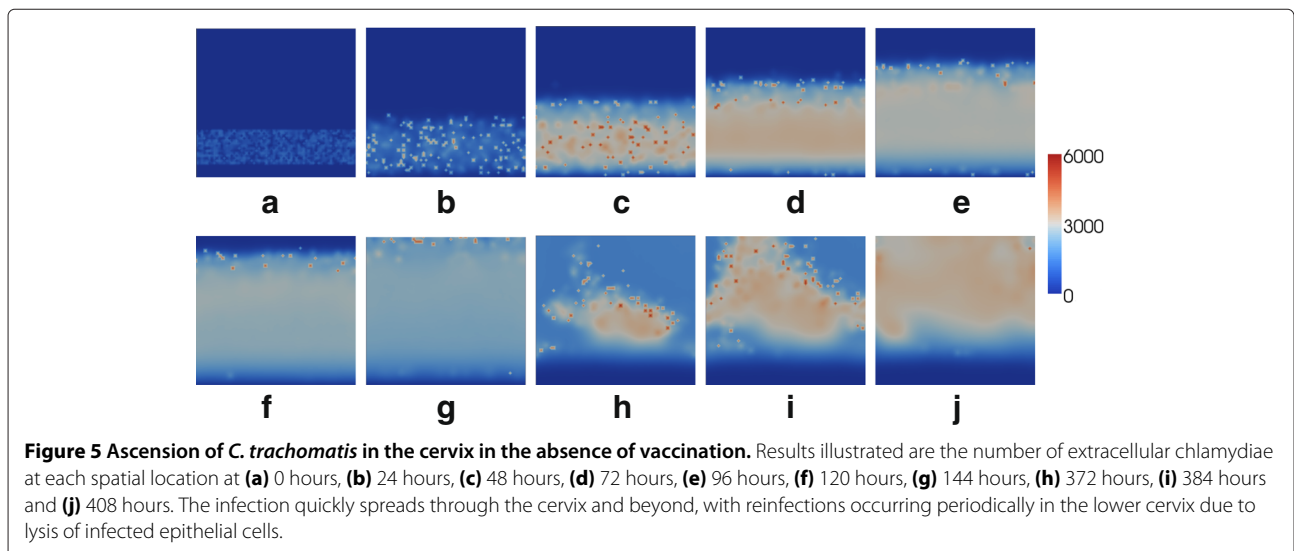 a
b
c
d
e
6000
3000
0
f
g
h
i
j
Figure 5 Ascension of C. trachomatis in the cervix in the absence of vaccination. Results illustrated are the number of extracellular chlamydiae
at each spatial location at (a) 0 hours, (b) 24 hours, (c) 48 hours, (d) 72 hours, (e) 96 hours, (f) 120 hours, (g) 144 hours, (h) 372 hours, (i) 384 hours
and (j) 408 hours. The infection quickly spreads through the cervix and beyond, with reinfections occurring periodically in the lower cervix due to
lysis of infected epithelial cells.